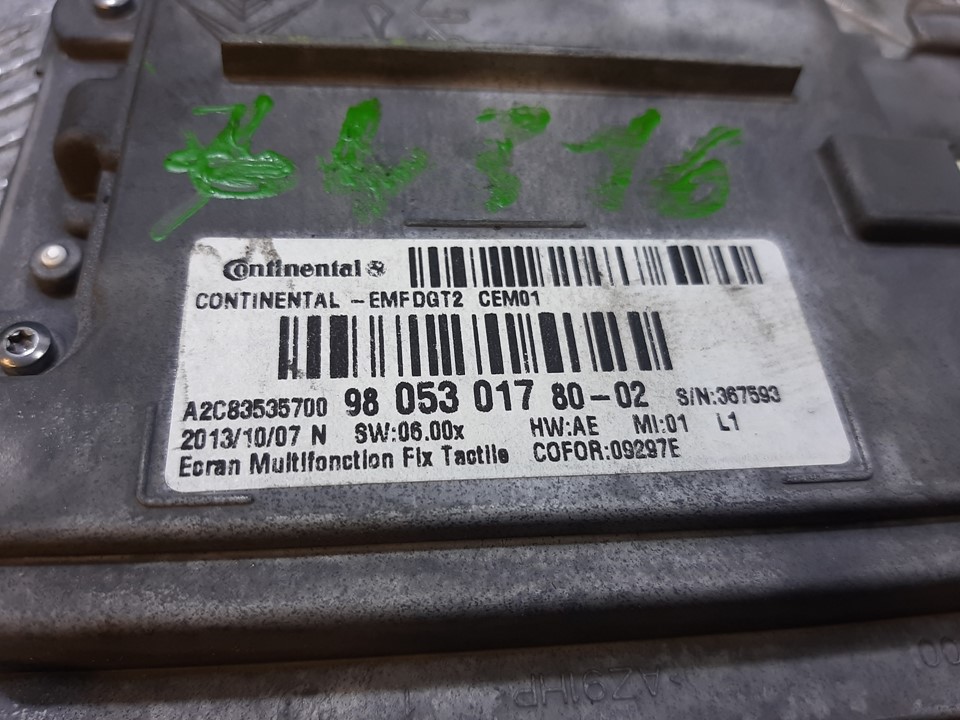 Continental
CONTINENTAL -EMFDGT2 CEM01
A2C83535700 98 053 017 80-02 S/N:367593
2013/10/07 N SW:06.00x HW:AE MI:01 L1
Ecran Multifonction Fix Tactile COFOR:09297E